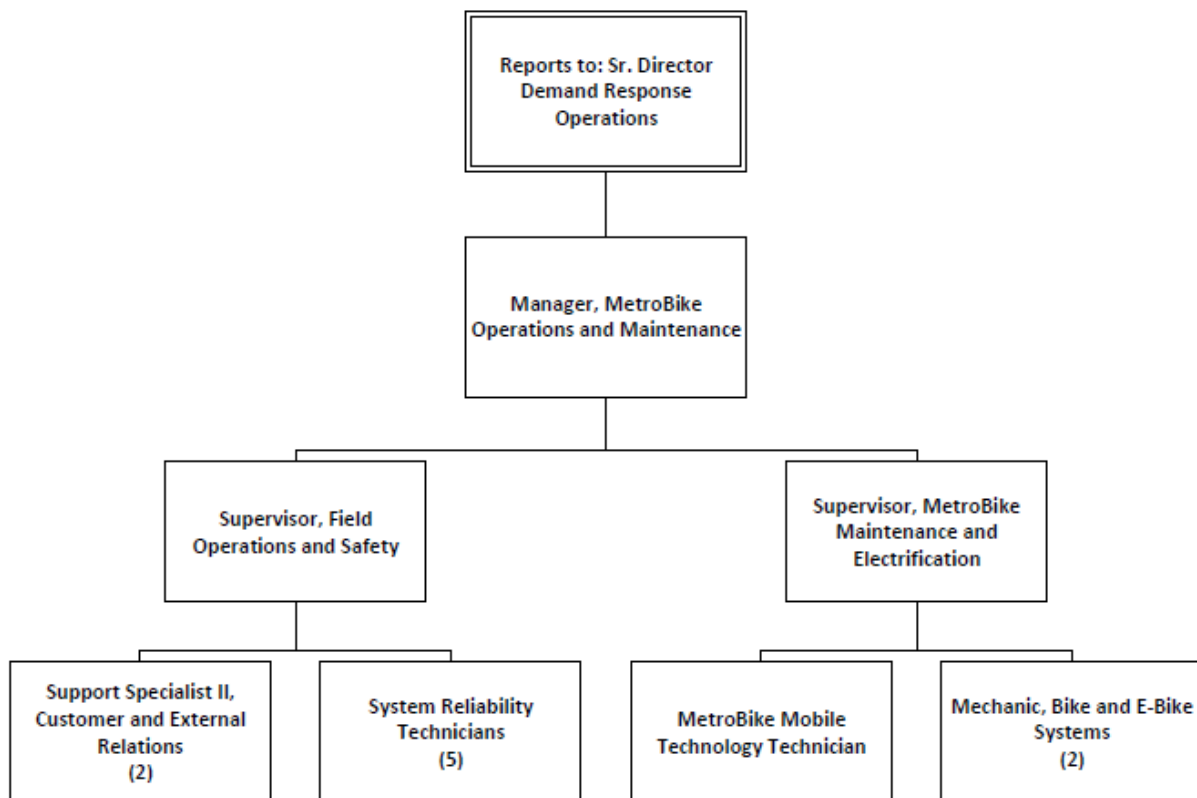 Reports to: Sr. Director
Demand Response
Operations
Manager, MetroBike
Operations and Maintenance
Supervisor, Field
Operations and Safety
Supervisor, MetroBike
Maintenance and
Electrification
Support Specialist II,
Customer and External
Relations
(2)
System Reliability
Technicians
(5)
MetroBike Mobile
Technology Technician
Mechanic, Bike and E-Bike
Systems
(2)